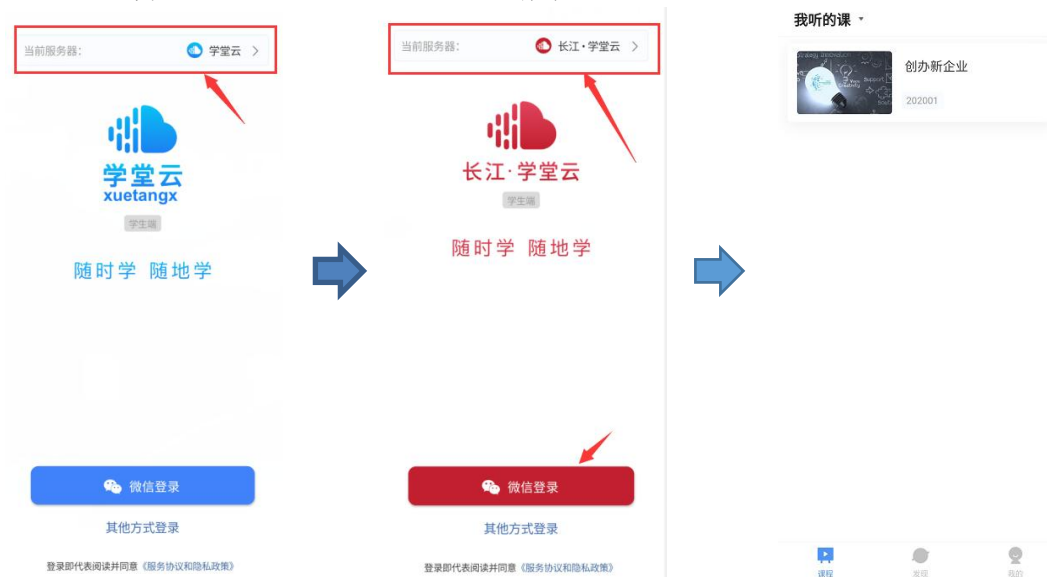 当前服务器：
学堂云
学堂云
xuetangx
学生端
随时学 随地学
微信登录
其他方式登录
登录即代表阅读并同意《服务协议和隐私政策》
当前服务器：
长江·学堂云
长江·学堂云
学生端
随时学 随地学
微信登录
其他方式登录
登录即代表阅读并同意《服务协议和隐私政策》
我听的课
创办新企业
202001
课程
发现
我的